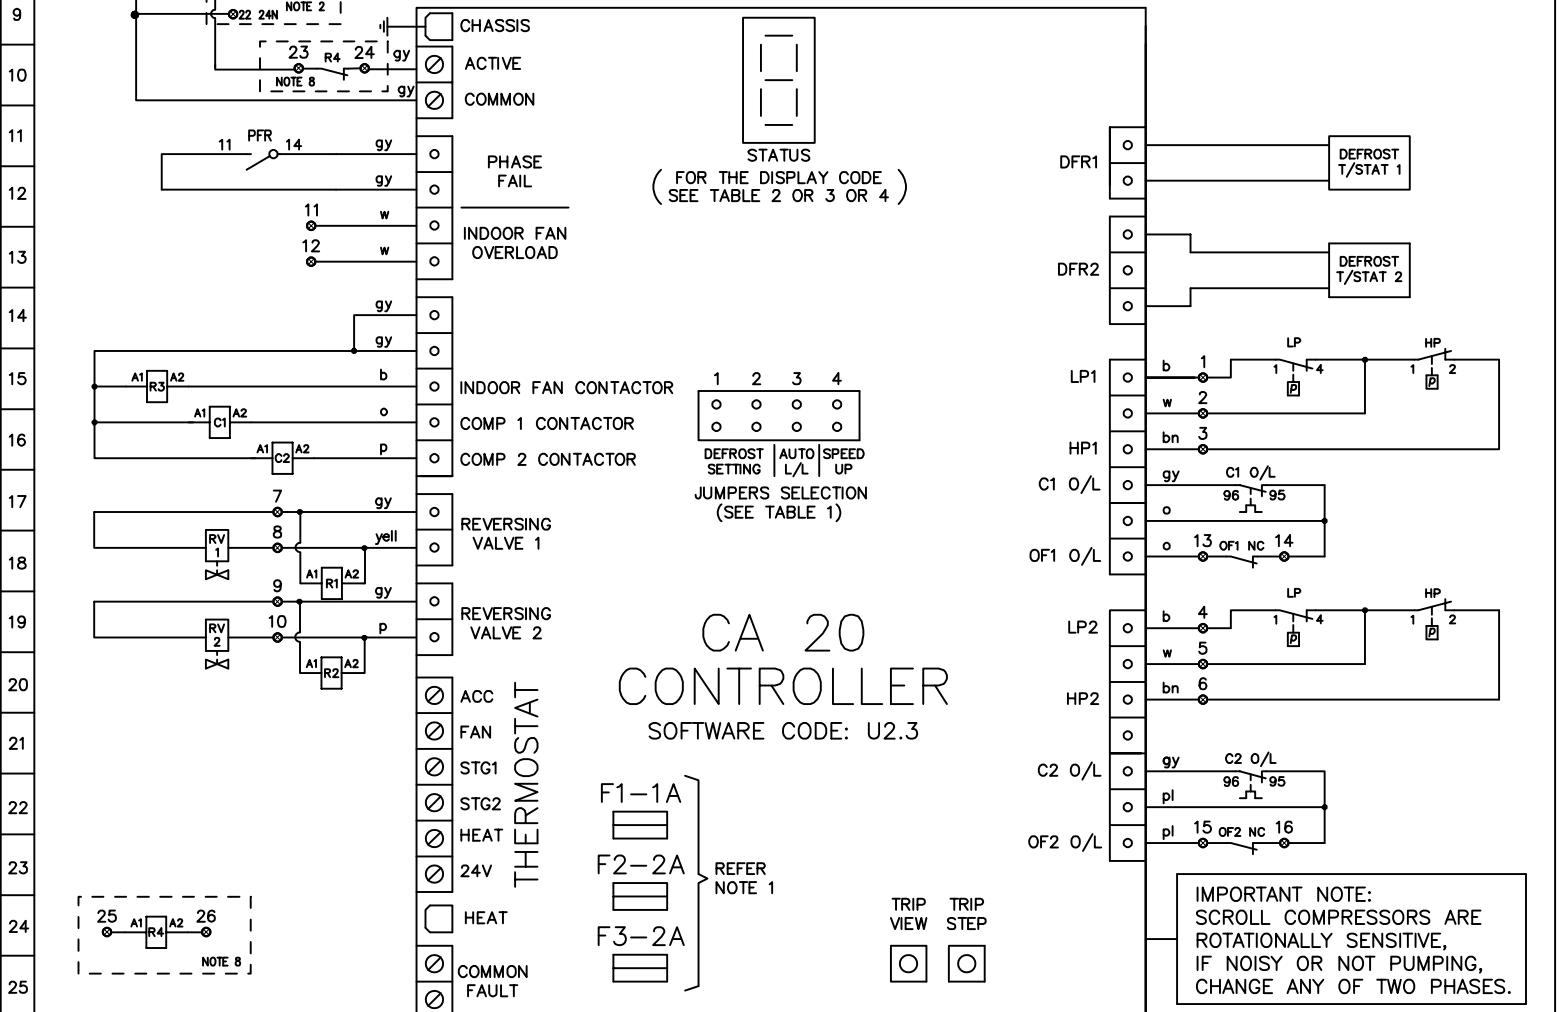 9
10
11
12
13
14
15
16
17
18
19
20
21
22
23
24
25
22 24N
NOTE 2
23 R4 24 gy
NOTE 8
gy
CHASSIS
ACTIVE
COMMON
11 PFR 14 gy
gy
PHASE
FAIL
11 w
12 w
INDOOR FAN
OVERLOAD
gy
gy
A1 R3 A2 b
INDOOR FAN CONTACTOR
A1 C1 A2 o
COMP 1 CONTACTOR
A1 C2 A2 p
COMP 2 CONTACTOR
7 gy
8 yell
RV
1
A1 R1 A2
REVERSING
VALVE 1
9 gy
10 p
RV
2
A1 R2 A2
REVERSING
VALVE 2
ACC
FAN
STG1
STG2
HEAT
24V
THERMOSTAT
HEAT
COMMON
FAULT
25 A1 R4 A2 26
NOTE 8
STATUS
(FOR THE DISPLAY CODE
SEE TABLE 2 OR 3 OR 4)
1 2 3 4
DEFROST
SETTING
AUTO
L/L
SPEED
UP
JUMPERS SELECTION
(SEE TABLE 1)
CA 20
CONTROLLER
SOFTWARE CODE: U2.3
F1-1A
F2-2A
F3-2A
REFER
NOTE 1
TRIP
VIEW
TRIP
STEP
DFR1
DEFROST
T/STAT 1
DFR2
DEFROST
T/STAT 2
LP1 b 1
LP
1 P 4
HP
1 P 2
w 2
HP1 bn 3
C1 O/L gy
C1 O/L
96 95
o
OF1 O/L o 13 OF1 NC 14
LP2 b 4
LP
1 P 4
HP
1 P 2
w 5
HP2 bn 6
C2 O/L gy
C2 O/L
96 95
pl
OF2 O/L pl 15 OF2 NC 16
IMPORTANT NOTE:
SCROLL COMPRESSORS ARE
ROTATIONALLY SENSITIVE,
IF NOISY OR NOT PUMPING,
CHANGE ANY OF TWO PHASES.